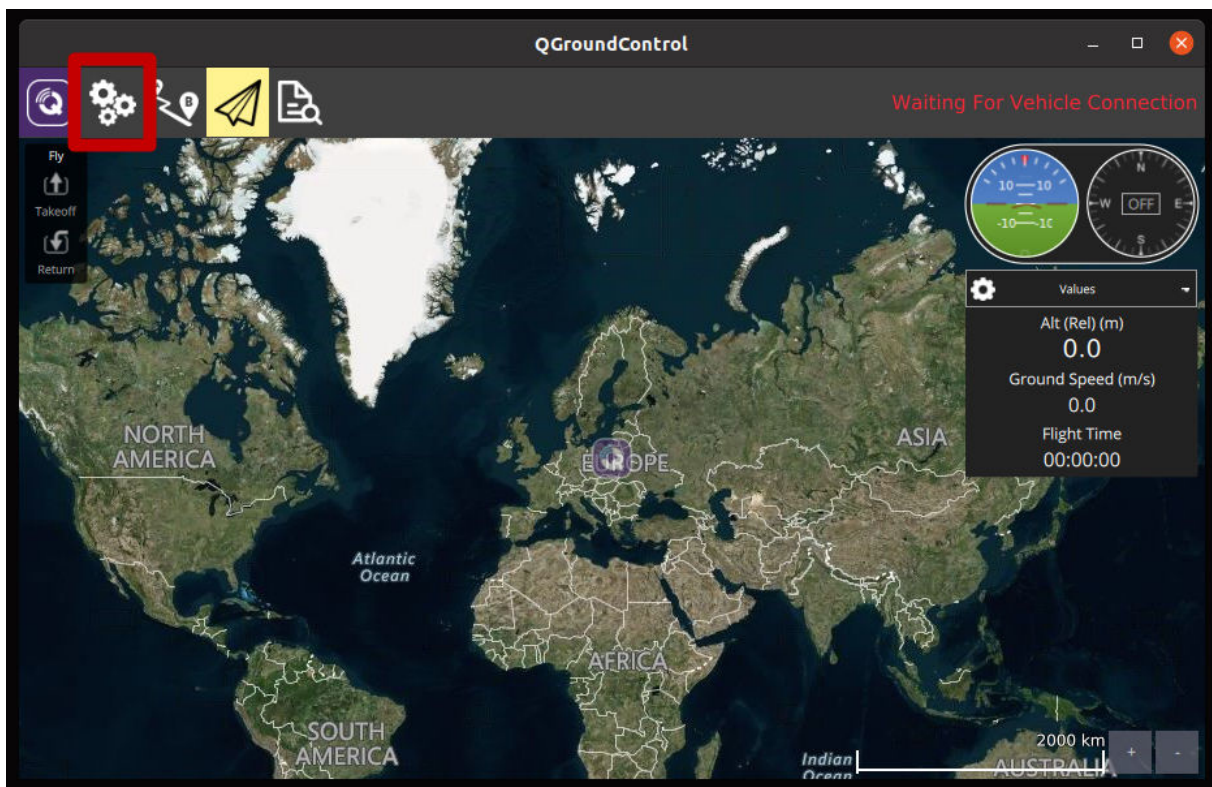 QGroundControl
Waiting For Vehicle Connection
Fly
Takeoff
Return
10 10
-10 -10
N
W OFF E
S
Values
Alt (Rel) (m)
0.0
Ground Speed (m/s)
0.0
Flight Time
00:00:00
NORTH
AMERICA
EUROPE
ASIA
Atlantic
Ocean
AFRICA
SOUTH
AMERICA
Indian
Ocean
2000 km
+ -
AUSTRALIA